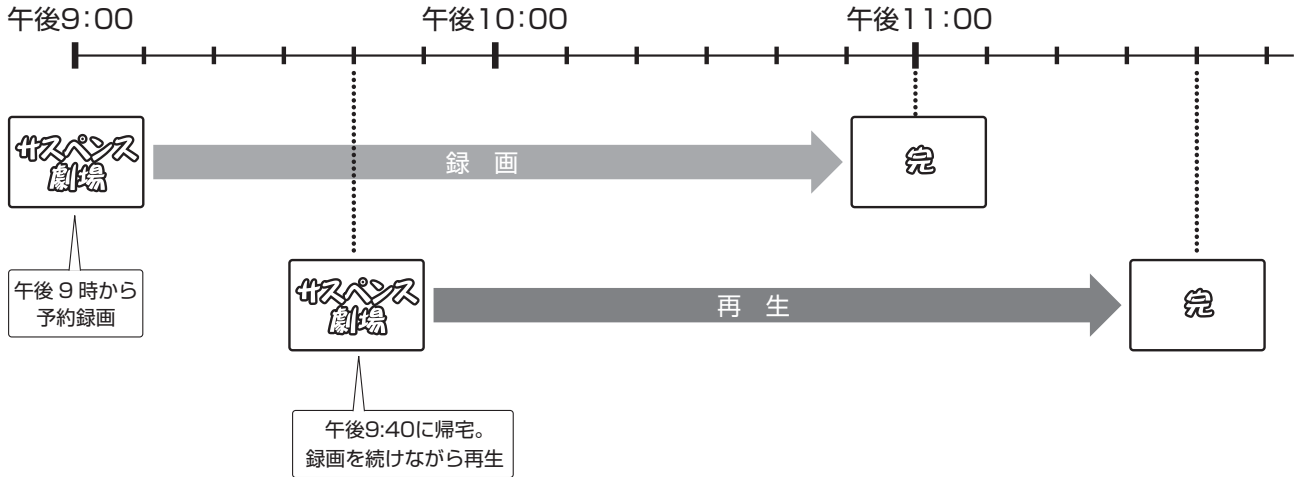 午後9:00
午後10:00
午後11:00
サスペンス
劇場
録 画
完
午後 9 時から
予約録画
サスペンス
劇場
再 生
完
午後9:40に帰宅。
録画を続けながら再生